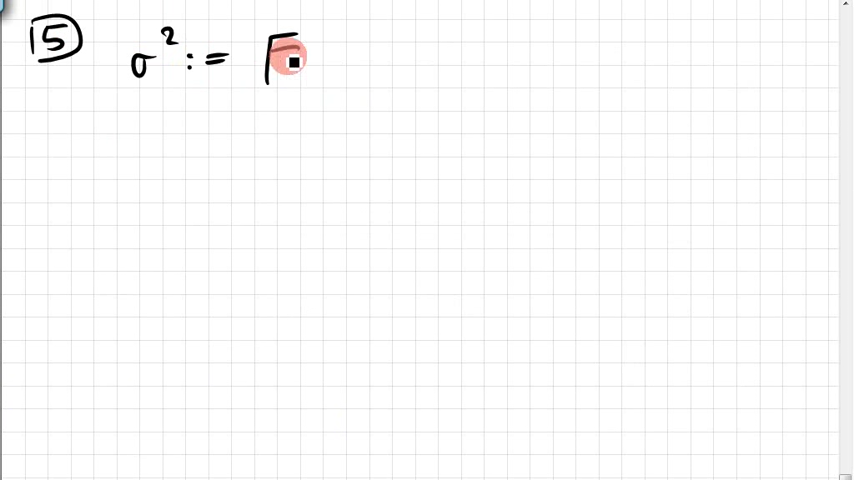 ⑤ σ² :=